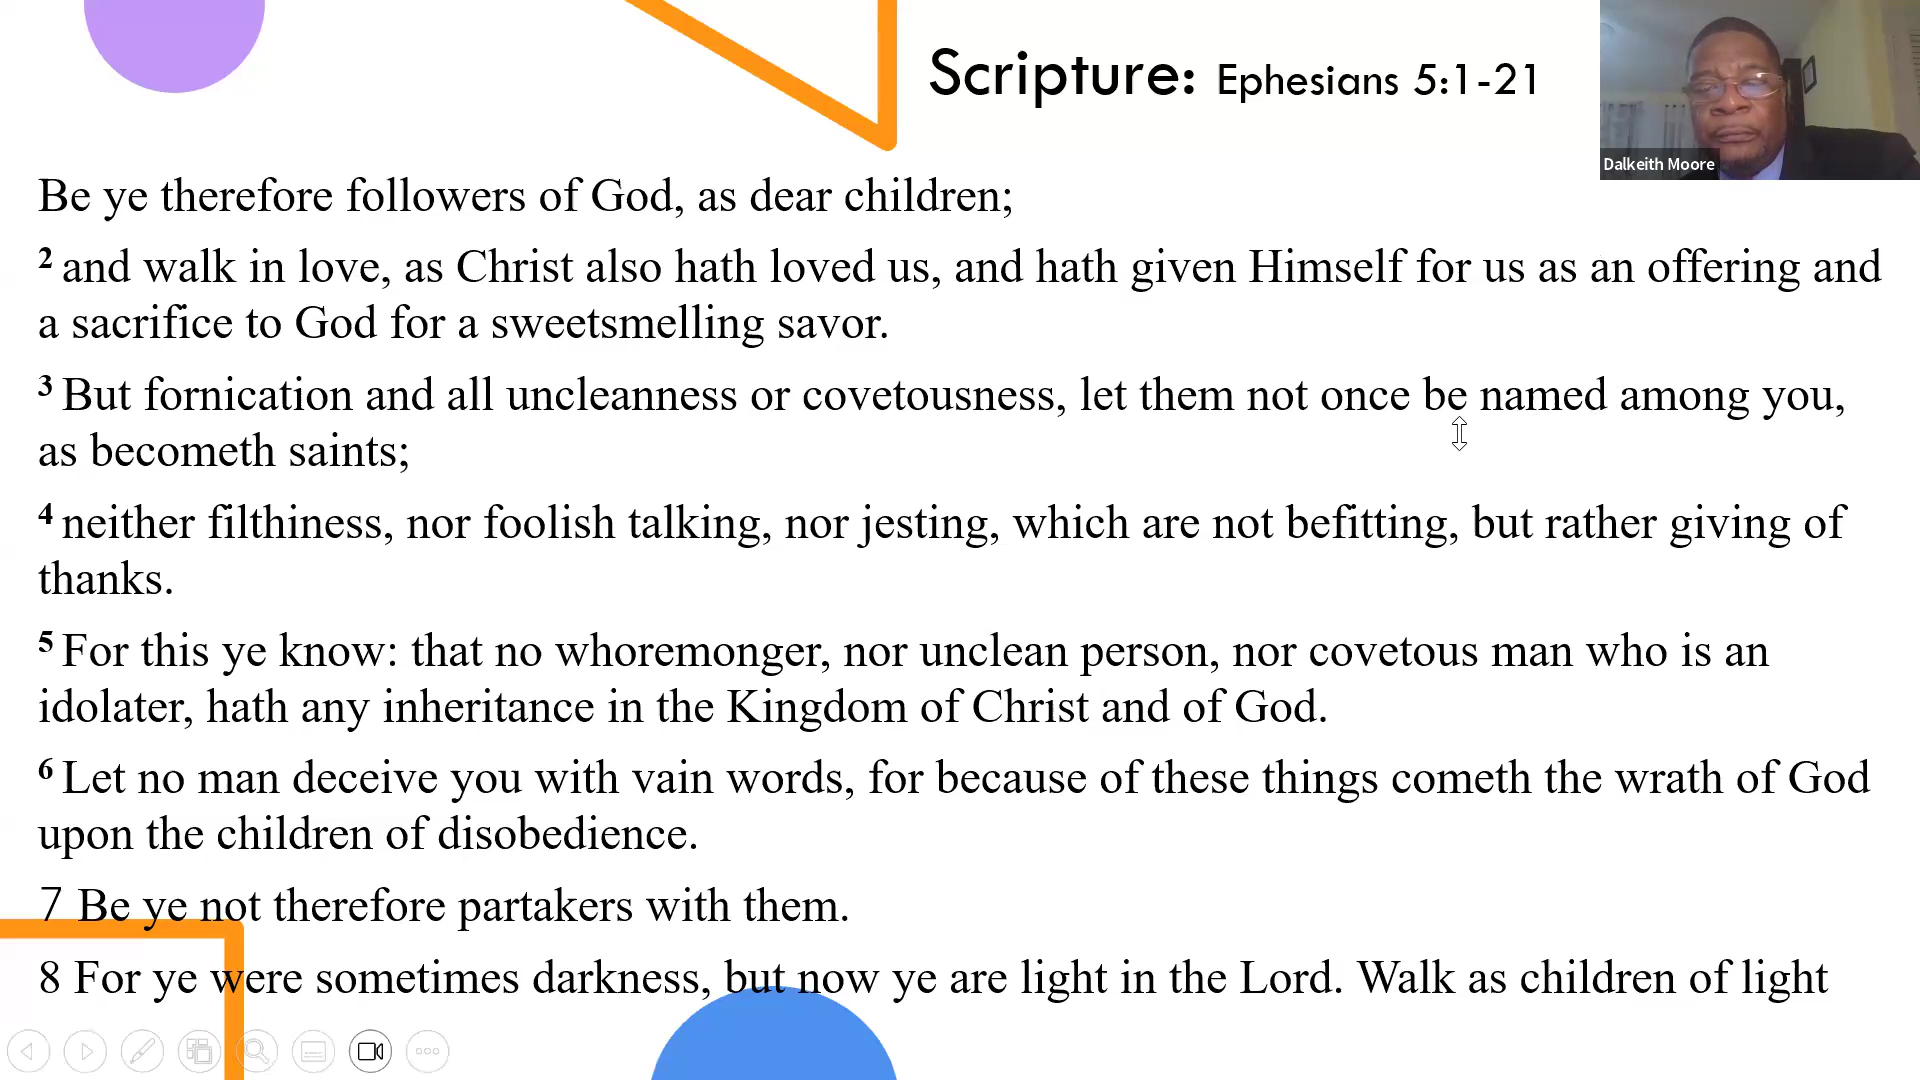 Scripture: Ephesians 5:1-21
Dalkeith Moore
Be ye therefore followers of God, as dear children;
2 and walk in love, as Christ also hath loved us, and hath given Himself for us as an offering and
a sacrifice to God for a sweetsmelling savor.
3 But fornication and all uncleanness or covetousness, let them not once be named among you,
as becometh saints;
4 neither filthiness, nor foolish talking, nor jesting, which are not befitting, but rather giving of
thanks.
5 For this ye know: that no whoremonger, nor unclean person, nor covetous man who is an
idolater, hath any inheritance in the Kingdom of Christ and of God.
6 Let no man deceive you with vain words, for because of these things cometh the wrath of God
upon the children of disobedience.
7 Be ye not therefore partakers with them.
8 For ye were sometimes darkness, but now ye are light in the Lord. Walk as children of light